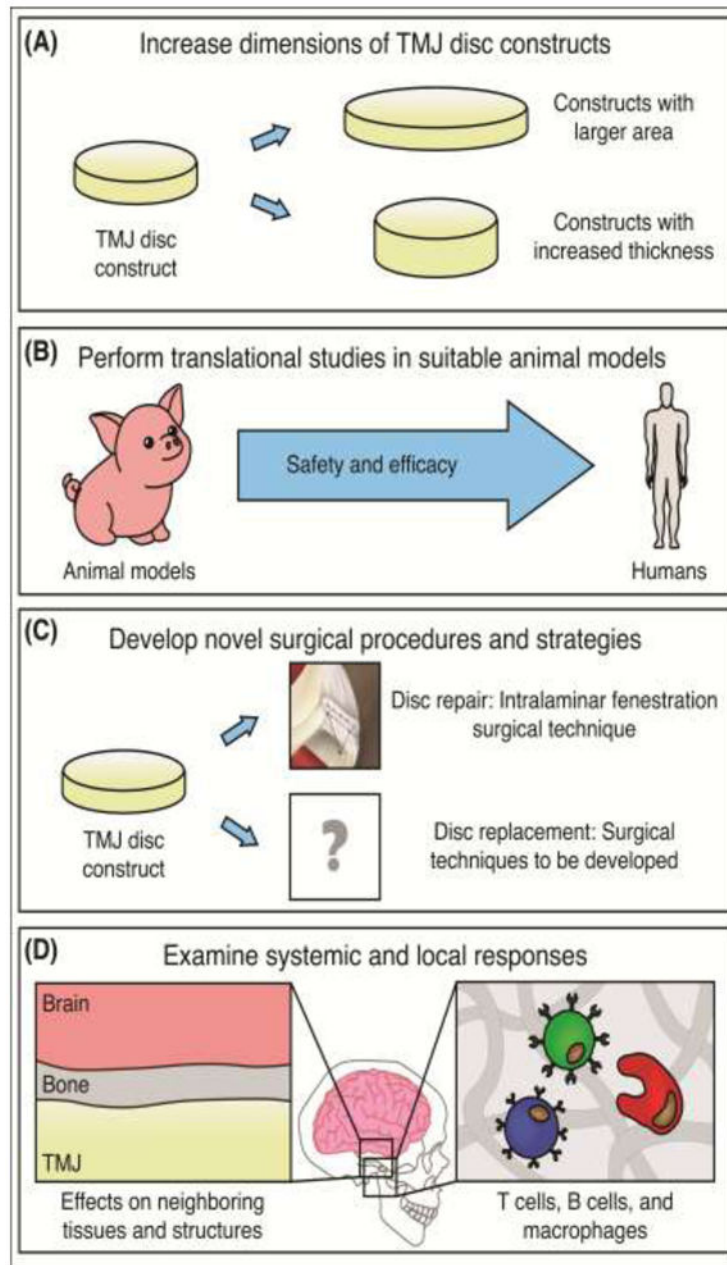 (A) Increase dimensions of TMJ disc constructs
Constructs with
larger area
TMJ disc
construct
Constructs with
increased thickness
(B) Perform translational studies in suitable animal models
Safety and efficacy
Animal models
Humans
(C) Develop novel surgical procedures and strategies
Disc repair: Intralaminar fenestration
surgical technique
TMJ disc
construct
?
Disc replacement: Surgical
techniques to be developed
(D) Examine systemic and local responses
Brain
Bone
TMJ
Effects on neighboring
tissues and structures
T cells, B cells, and
macrophages